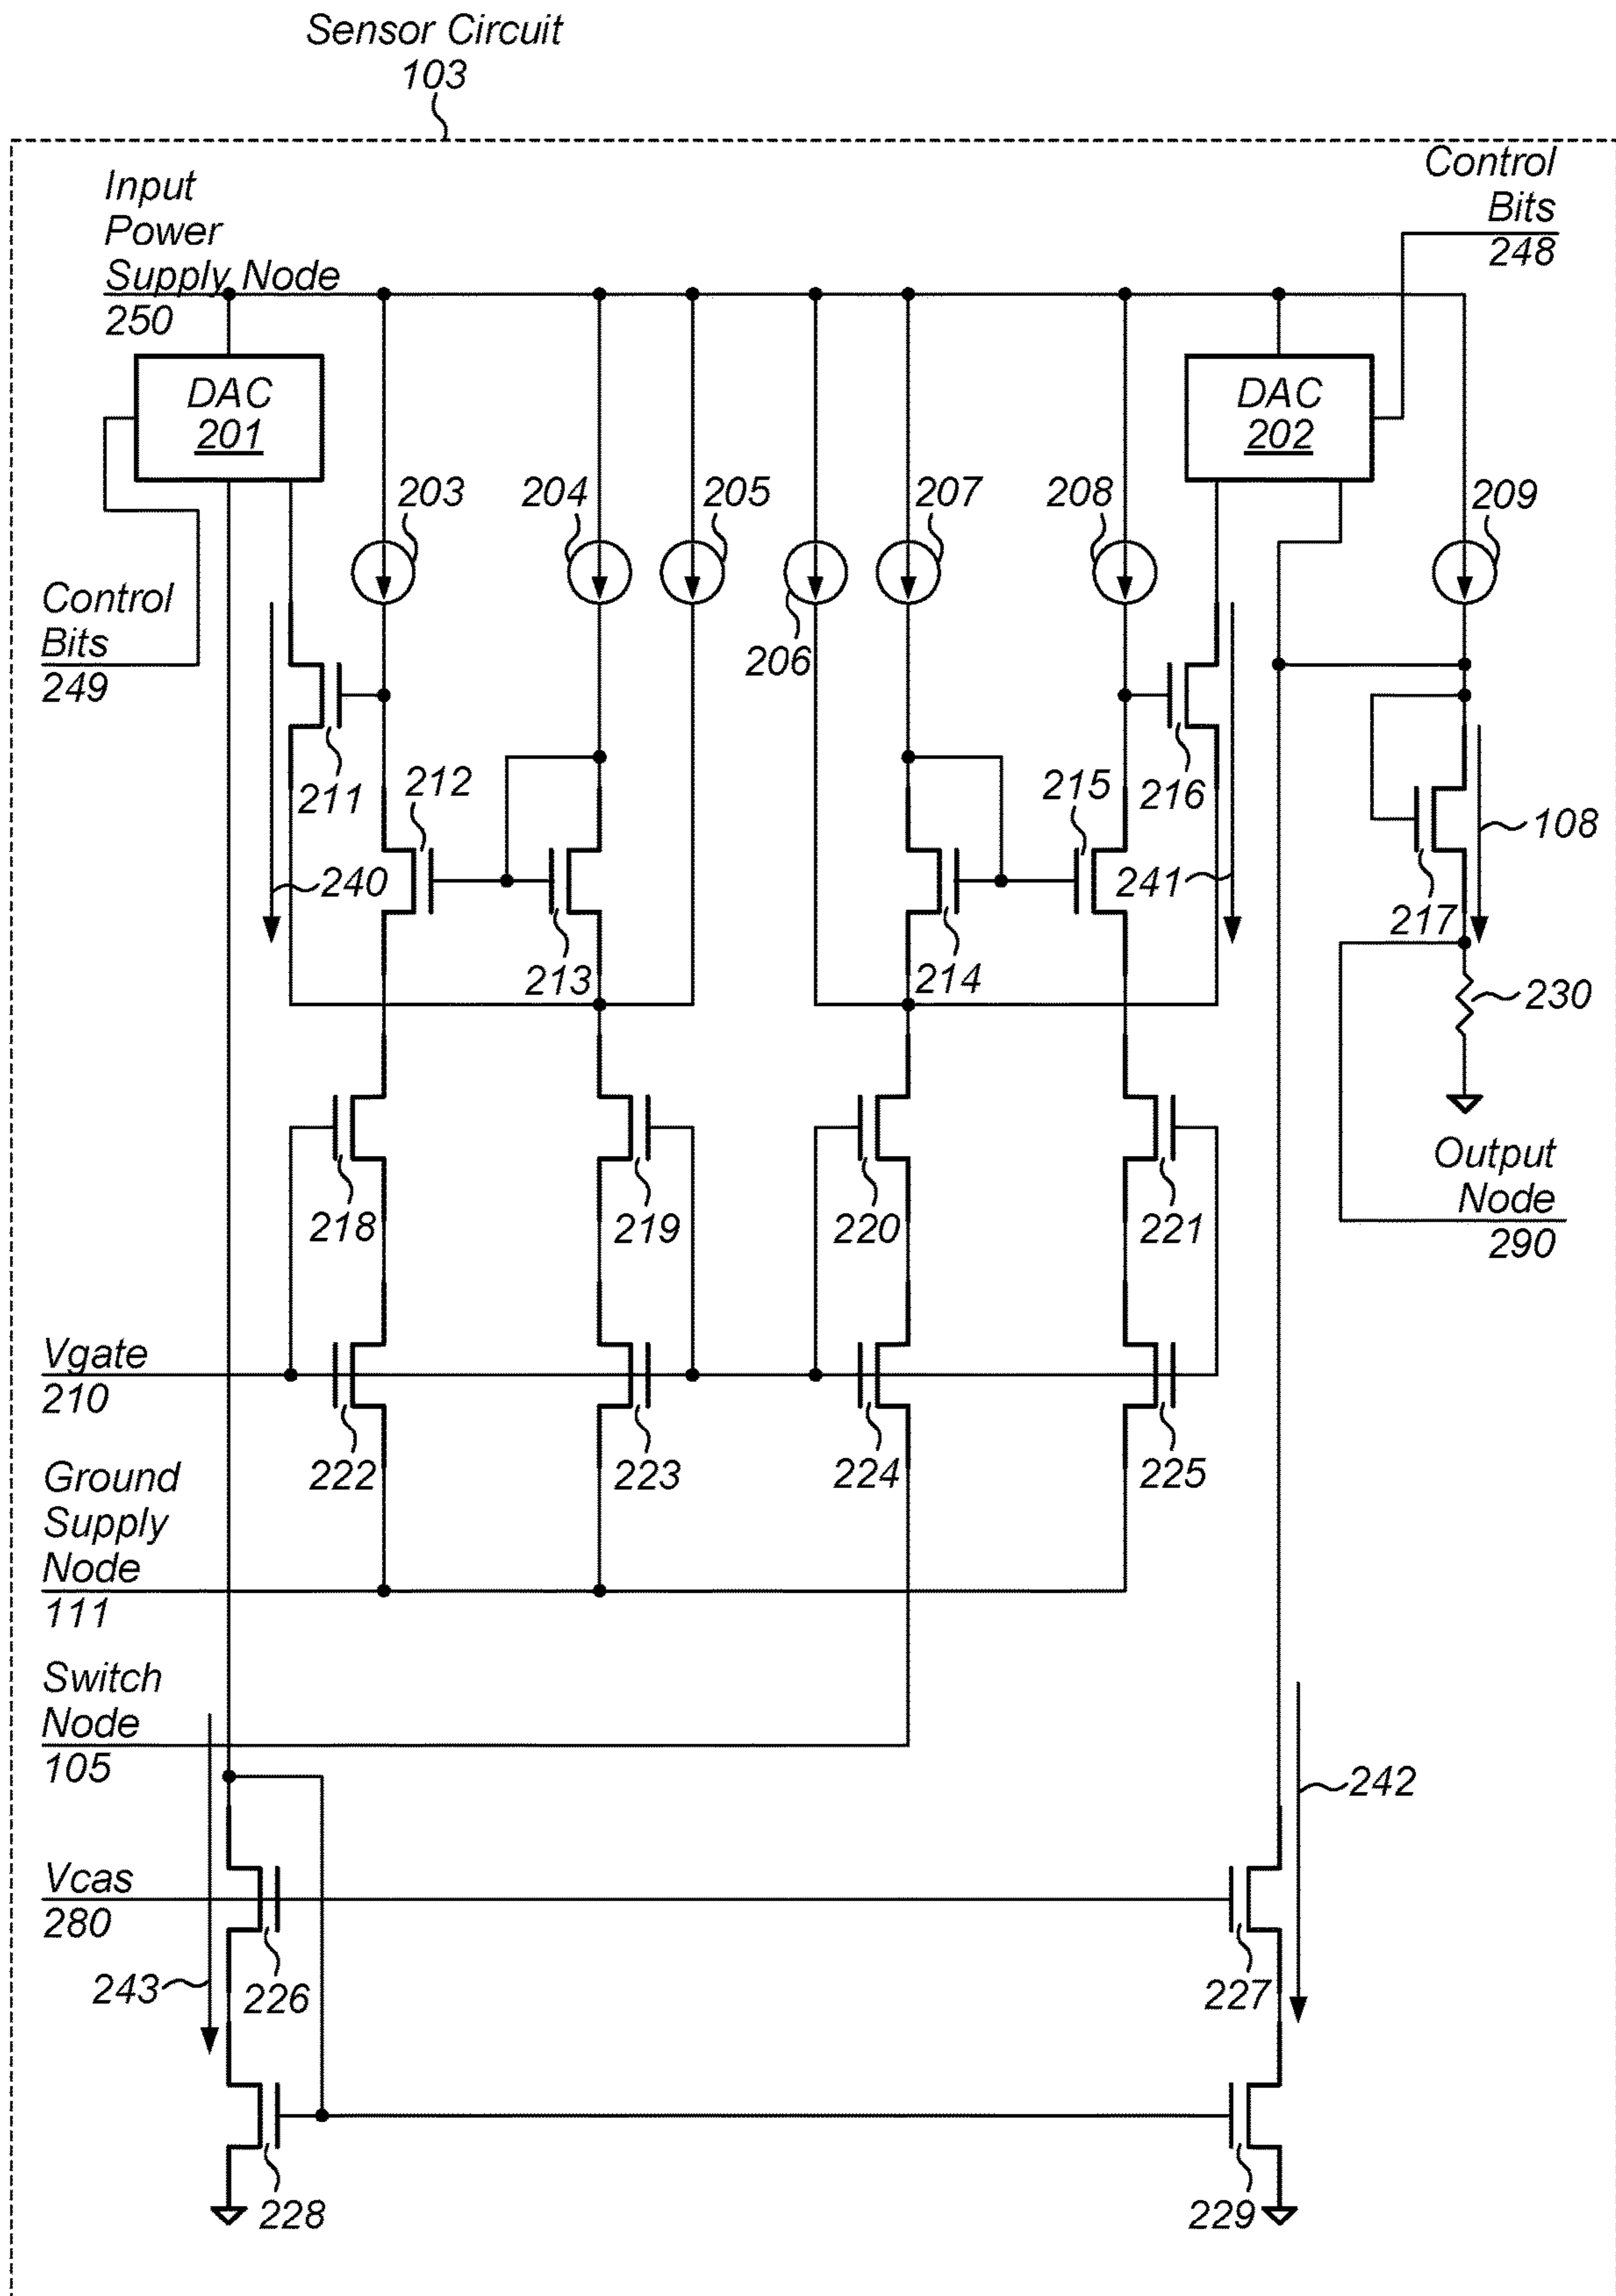 Sensor Circuit
103
Input
Power
Supply Node
250
Control
Bits
248
DAC
201
DAC
202
203
204
205
207
208
209
206
Control
Bits
249
211
212
215
216
108
240
241
217
213
214
230
218
219
220
221
Output
Node
290
Vgate
210
222
223
224
225
Ground
Supply
Node
111
Switch
Node
105
242
Vcas
280
243
226
227
228
229